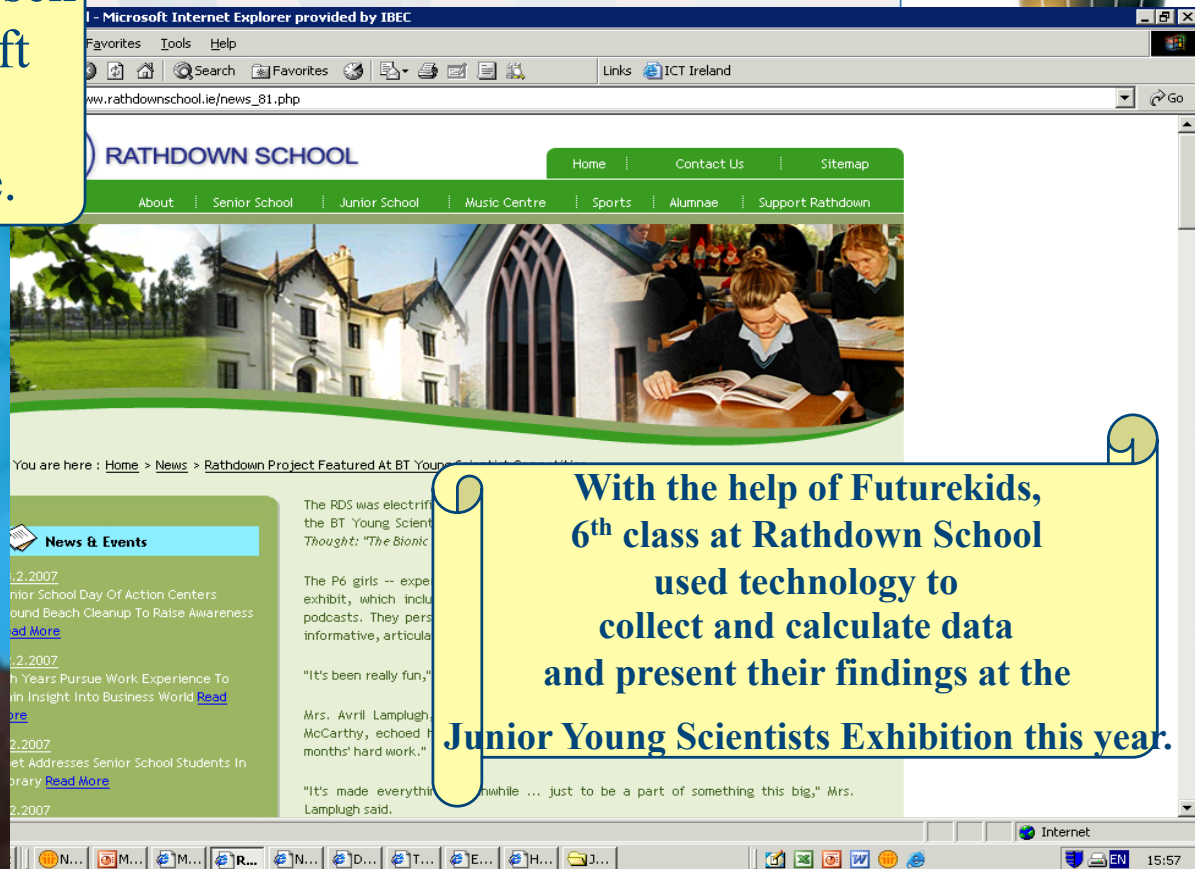 ft
.
- Microsoft Internet Explorer provided by IBEC
Favorites Tools Help
Search Favorites Links ICT Ireland
ww.rathdownschool.ie/news_81.php Go
RATHDOWN SCHOOL
Home Contact Us Sitemap
About Senior School Junior School Music Centre Sports Alumnae Support Rathdown
You are here : Home > News > Rathdown Project Featured At BT
News & Events
.2.2007
nior School Day Of Action Centers
ound Beach Cleanup To Raise Awareness
ead More
.2.2007
h Years Pursue Work Experience To
in Insight Into Business World Read
ore
.2.2007
et Addresses Senior School Students In
brary Read More
.2.2007
The RDS was electrifi
the BT Young Scient
Thought: "The Bionic
The P6 girls -- expe
exhibit, which inclu
podcasts. They pers
informative, articula
"It's been really fun,"
Mrs. Avril Lamplugh,
McCarthy, echoed h
months' hard work."
"It's made everythin nwhile ... just to be a part of something this big," Mrs.
Lamplugh said.
With the help of Futurekids,
6th class at Rathdown School
used technology to
collect and calculate data
and present their findings at the
Junior Young Scientists Exhibition this year.
Internet
N... M... M... R... N... D... T... E... H... J... EN 15:57